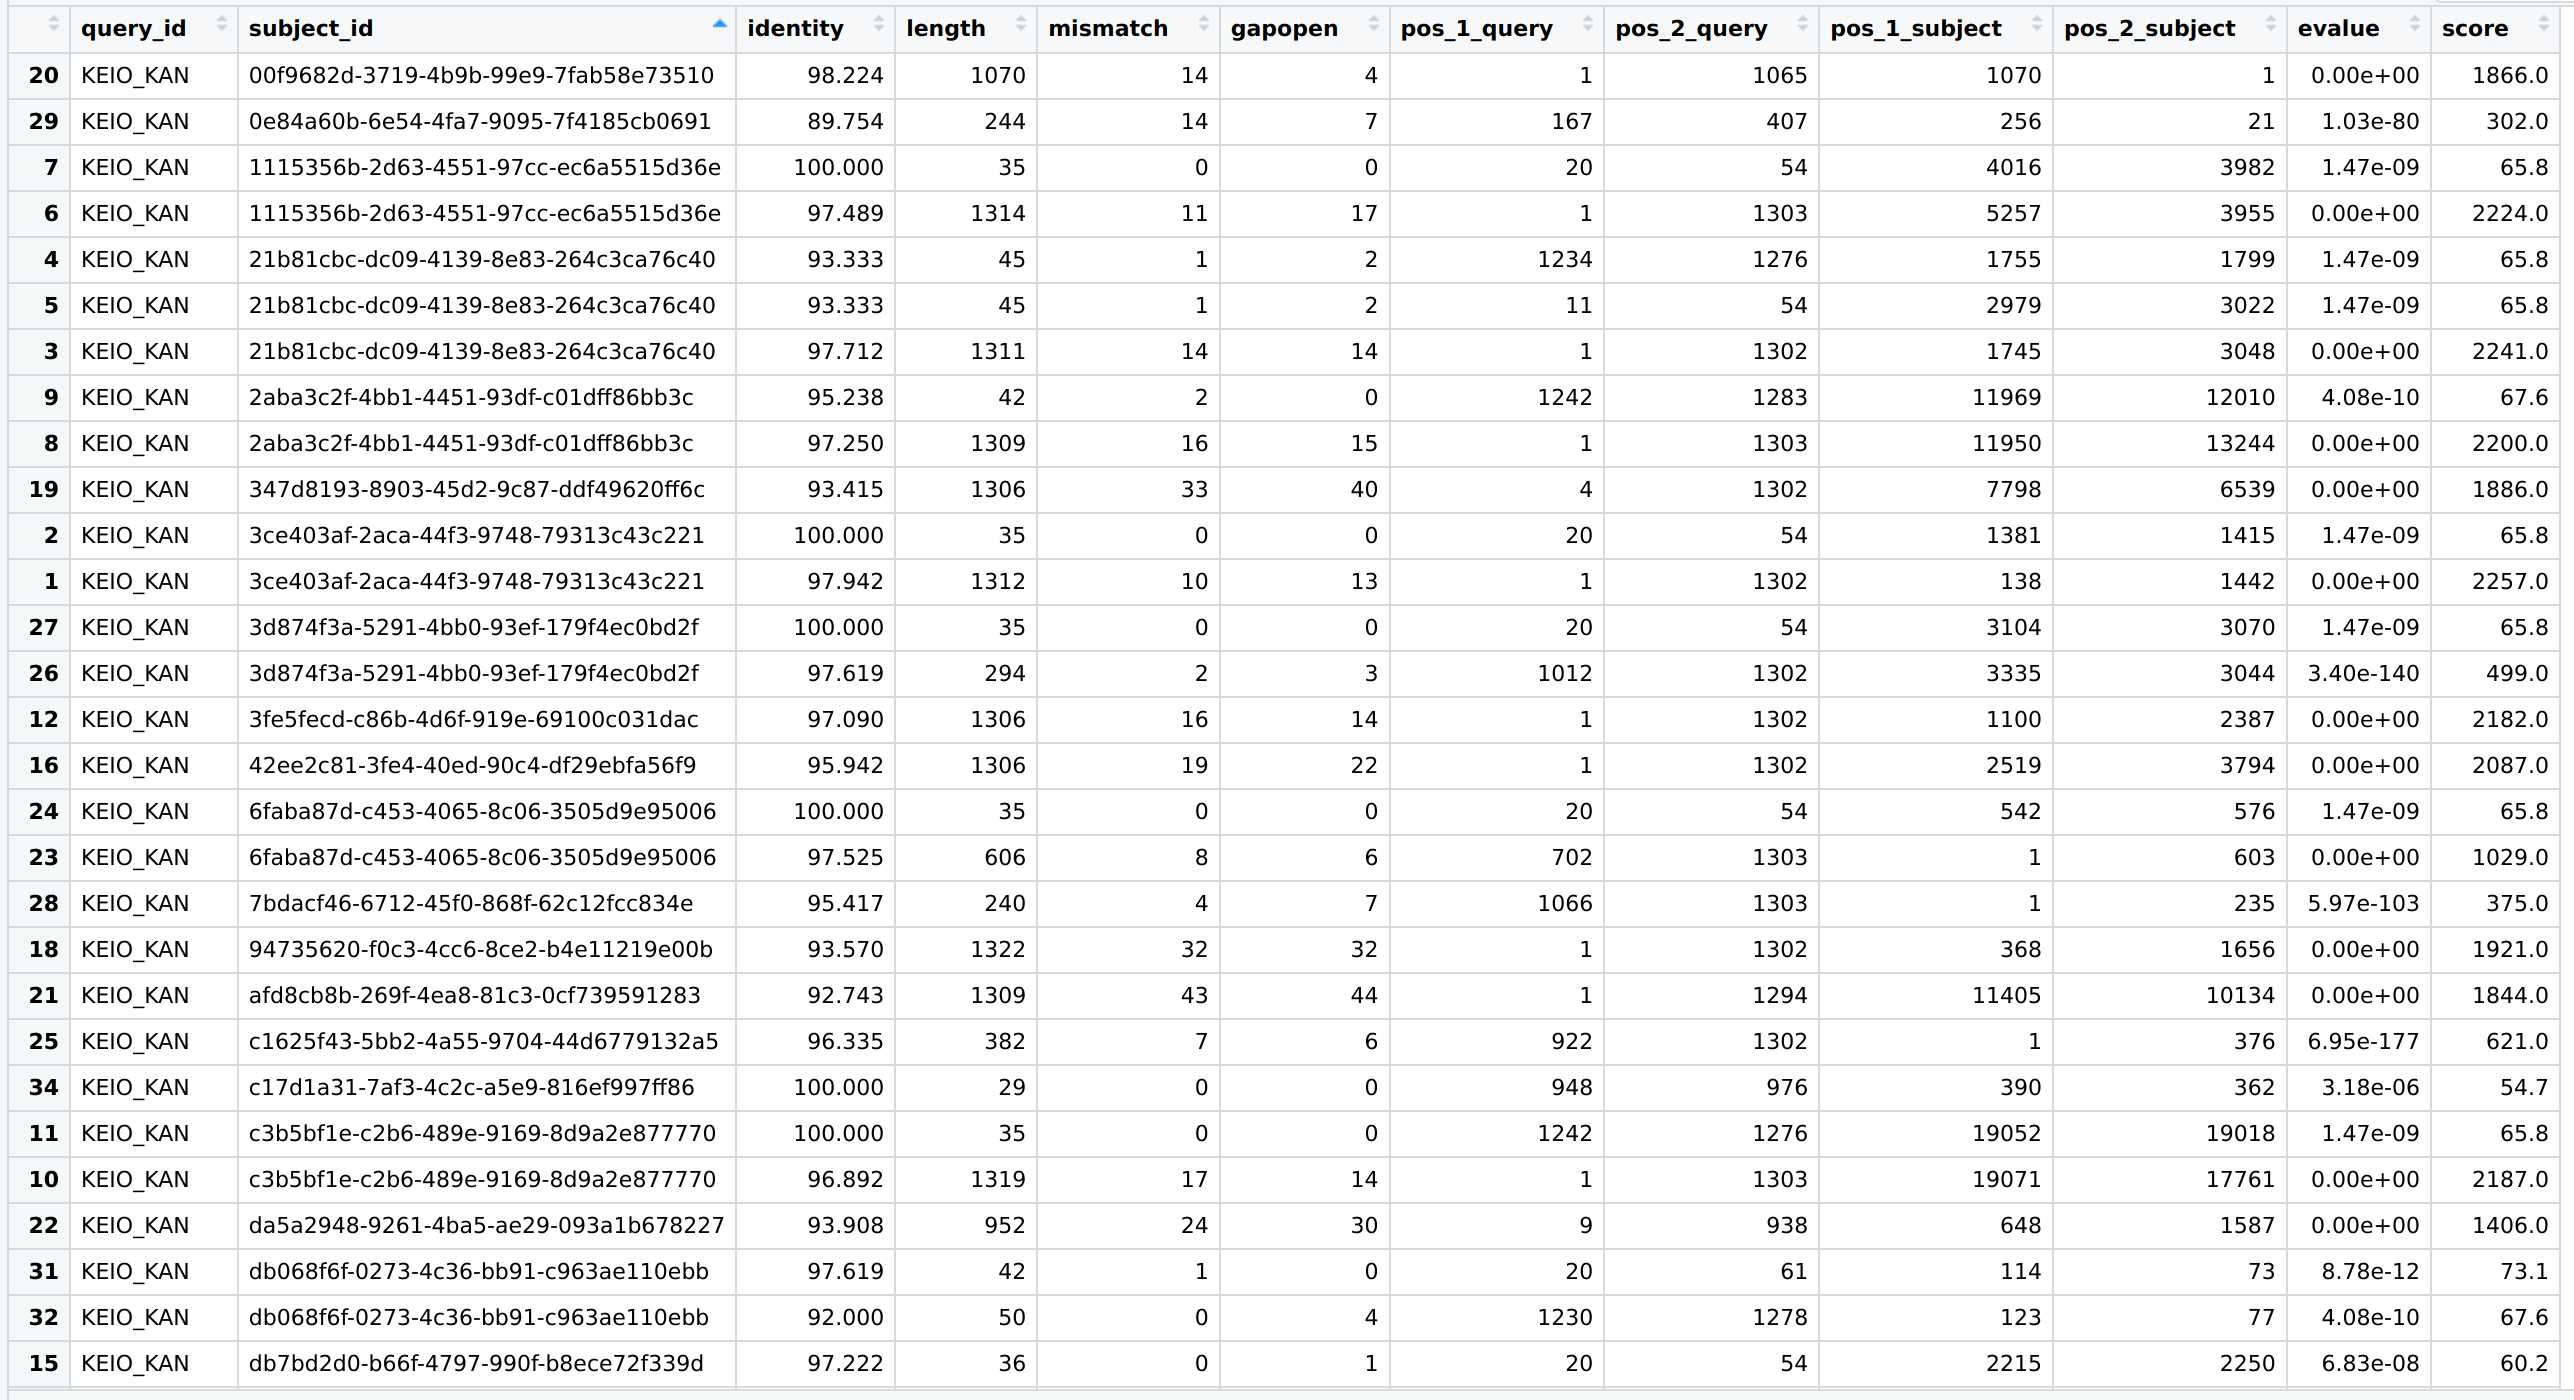 query_id subject_id identity length mismatch gapopen pos_1_query pos_2_query pos_1_subject pos_2_subject evalue score
20 KEIO_KAN 00f9682d-3719-4b9b-99e9-7fab58e73510 98.224 1070 14 4 1 1065 1070 1 0.00e+00 1866.0
29 KEIO_KAN 0e84a60b-6e54-4fa7-9095-7f4185cb0691 89.754 244 14 7 167 407 256 21 1.03e-80 302.0
7 KEIO_KAN 1115356b-2d63-4551-97cc-ec6a5515d36e 100.000 35 0 0 20 54 4016 3982 1.47e-09 65.8
6 KEIO_KAN 1115356b-2d63-4551-97cc-ec6a5515d36e 97.489 1314 11 17 1 1303 5257 3955 0.00e+00 2224.0
4 KEIO_KAN 21b81cbc-dc09-4139-8e83-264c3ca76c40 93.333 45 1 2 1234 1276 1755 1799 1.47e-09 65.8
5 KEIO_KAN 21b81cbc-dc09-4139-8e83-264c3ca76c40 93.333 45 1 2 11 54 2979 3022 1.47e-09 65.8
3 KEIO_KAN 21b81cbc-dc09-4139-8e83-264c3ca76c40 97.712 1311 14 14 1 1302 1745 3048 0.00e+00 2241.0
9 KEIO_KAN 2aba3c2f-4bb1-4451-93df-c01dff86bb3c 95.238 42 2 0 1242 1283 11969 12010 4.08e-10 67.6
8 KEIO_KAN 2aba3c2f-4bb1-4451-93df-c01dff86bb3c 97.250 1309 16 15 1 1303 11950 13244 0.00e+00 2200.0
19 KEIO_KAN 347d8193-8903-45d2-9c87-ddf49620ff6c 93.415 1306 33 40 4 1302 7798 6539 0.00e+00 1886.0
2 KEIO_KAN 3ce403af-2aca-44f3-9748-79313c43c221 100.000 35 0 0 20 54 1381 1415 1.47e-09 65.8
1 KEIO_KAN 3ce403af-2aca-44f3-9748-79313c43c221 97.942 1312 10 13 1 1302 138 1442 0.00e+00 2257.0
27 KEIO_KAN 3d874f3a-5291-4bb0-93ef-179f4ec0bd2f 100.000 35 0 0 20 54 3104 3070 1.47e-09 65.8
26 KEIO_KAN 3d874f3a-5291-4bb0-93ef-179f4ec0bd2f 97.619 294 2 3 1012 1302 3335 3044 3.40e-140 499.0
12 KEIO_KAN 3fe5fecd-c86b-4d6f-919e-69100c031dac 97.090 1306 16 14 1 1302 1100 2387 0.00e+00 2182.0
16 KEIO_KAN 42ee2c81-3fe4-40ed-90c4-df29ebfa56f9 95.942 1306 19 22 1 1302 2519 3794 0.00e+00 2087.0
24 KEIO_KAN 6faba87d-c453-4065-8c06-3505d9e95006 100.000 35 0 0 20 54 542 576 1.47e-09 65.8
23 KEIO_KAN 6faba87d-c453-4065-8c06-3505d9e95006 97.525 606 8 6 702 1303 1 603 0.00e+00 1029.0
28 KEIO_KAN 7bdacf46-6712-45f0-868f-62c12fcc834e 95.417 240 4 7 1066 1303 1 235 5.97e-103 375.0
18 KEIO_KAN 94735620-f0c3-4cc6-8ce2-b4e11219e00b 93.570 1322 32 32 1 1302 368 1656 0.00e+00 1921.0
21 KEIO_KAN afd8cb8b-269f-4ea8-81c3-0cf739591283 92.743 1309 43 44 1 1294 11405 10134 0.00e+00 1844.0
25 KEIO_KAN c1625f43-5bb2-4a55-9704-44d6779132a5 96.335 382 7 6 922 1302 1 376 6.95e-177 621.0
34 KEIO_KAN c17d1a31-7af3-4c2c-a5e9-816ef997ff86 100.000 29 0 0 948 976 390 362 3.18e-06 54.7
11 KEIO_KAN c3b5bf1e-c2b6-489e-9169-8d9a2e877770 100.000 35 0 0 1242 1276 19052 19018 1.47e-09 65.8
10 KEIO_KAN c3b5bf1e-c2b6-489e-9169-8d9a2e877770 96.892 1319 17 14 1 1303 19071 17761 0.00e+00 2187.0
22 KEIO_KAN da5a2948-9261-4ba5-ae29-093a1b678227 93.908 952 24 30 9 938 648 1587 0.00e+00 1406.0
31 KEIO_KAN db068f6f-0273-4c36-bb91-c963ae110ebb 97.619 42 1 0 20 61 114 73 8.78e-12 73.1
32 KEIO_KAN db068f6f-0273-4c36-bb91-c963ae110ebb 92.000 50 0 4 1230 1278 123 77 4.08e-10 67.6
15 KEIO_KAN db7bd2d0-b66f-4797-990f-b8ece72f339d 97.222 36 0 1 20 54 2215 2250 6.83e-08 60.2